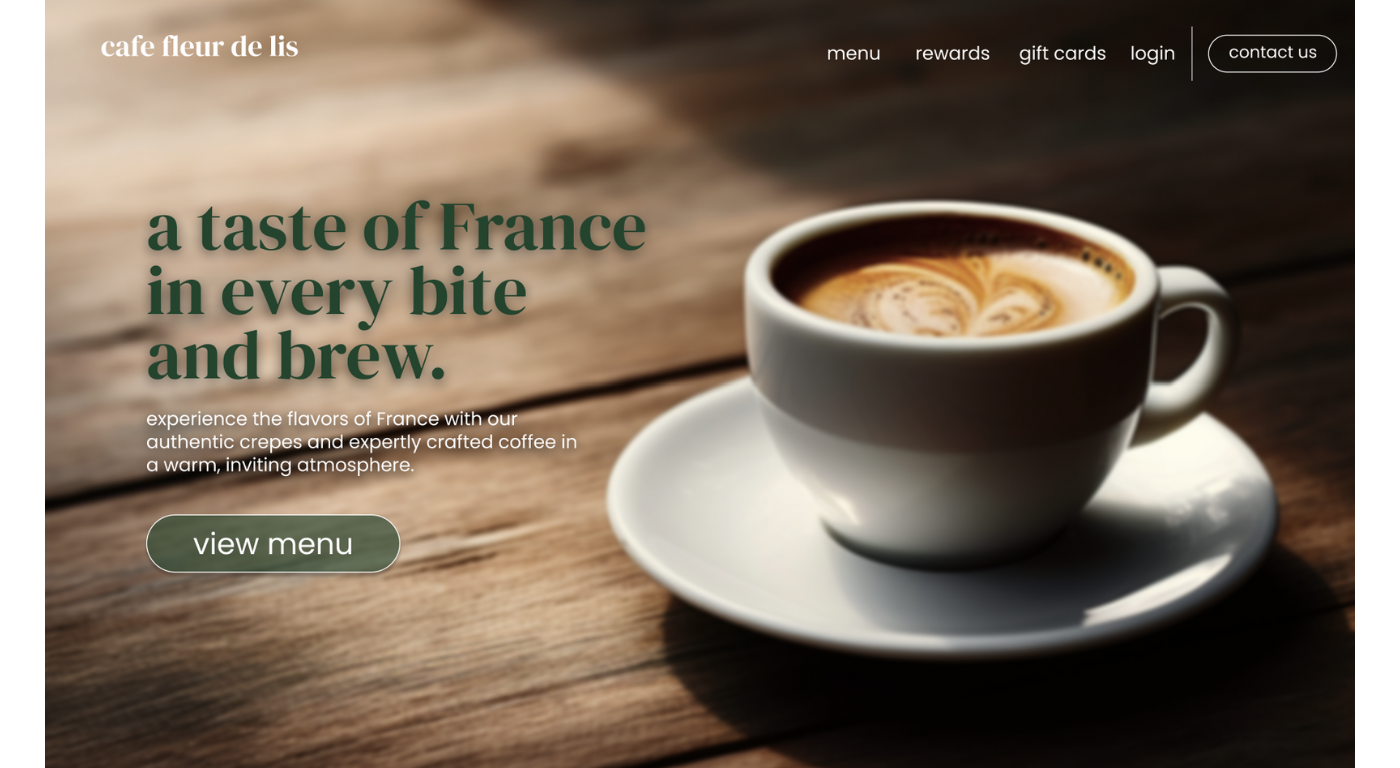 cafe fleur de lis
menu rewards gift cards login contact us
a taste of France
in every bite
and brew.
experience the flavors of France with our
authentic crepes and expertly crafted coffee in
a warm, inviting atmosphere.
view menu